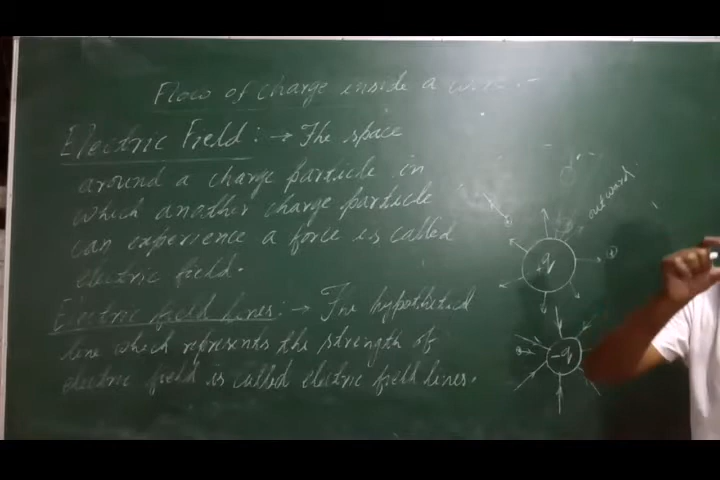 Flow of charge inside a wire :-
Electric Field : → The space
around a charge particle in
which another charge particle
can experience a force is called
electric field.
Electric field lines : → The hypothetical
line which represents the strength of
electric field is called electric field lines.
outward
q
-q